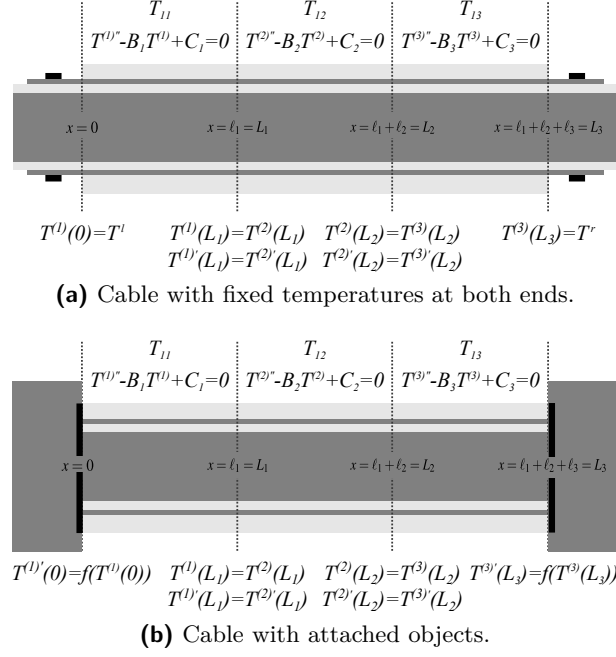 T₁₁ T₁₂ T₁₃
T⁽¹⁾″-B₁T⁽¹⁾+C₁=0 T⁽²⁾″-B₂T⁽²⁾+C₂=0 T⁽³⁾″-B₃T⁽³⁾+C₃=0
x = 0 x = ℓ₁ = L₁ x = ℓ₁ + ℓ₂ = L₂ x = ℓ₁ + ℓ₂ + ℓ₃ = L₃
T⁽¹⁾(0)=Tˡ T⁽¹⁾(L₁)=T⁽²⁾(L₁) T⁽²⁾(L₂)=T⁽³⁾(L₂) T⁽³⁾(L₃)=Tʳ
T⁽¹⁾′(L₁)=T⁽²⁾′(L₁) T⁽²⁾′(L₂)=T⁽³⁾′(L₂)
(a) Cable with fixed temperatures at both ends.
T₁₁ T₁₂ T₁₃
T⁽¹⁾″-B₁T⁽¹⁾+C₁=0 T⁽²⁾″-B₂T⁽²⁾+C₂=0 T⁽³⁾″-B₃T⁽³⁾+C₃=0
x = 0 x = ℓ₁ = L₁ x = ℓ₁ + ℓ₂ = L₂ x = ℓ₁ + ℓ₂ + ℓ₃ = L₃
T⁽¹⁾′(0)=f(T⁽¹⁾(0)) T⁽¹⁾(L₁)=T⁽²⁾(L₁) T⁽²⁾(L₂)=T⁽³⁾(L₂) T⁽³⁾′(L₃)=f(T⁽³⁾(L₃))
T⁽¹⁾′(L₁)=T⁽²⁾′(L₁) T⁽²⁾′(L₂)=T⁽³⁾′(L₂)
(b) Cable with attached objects.